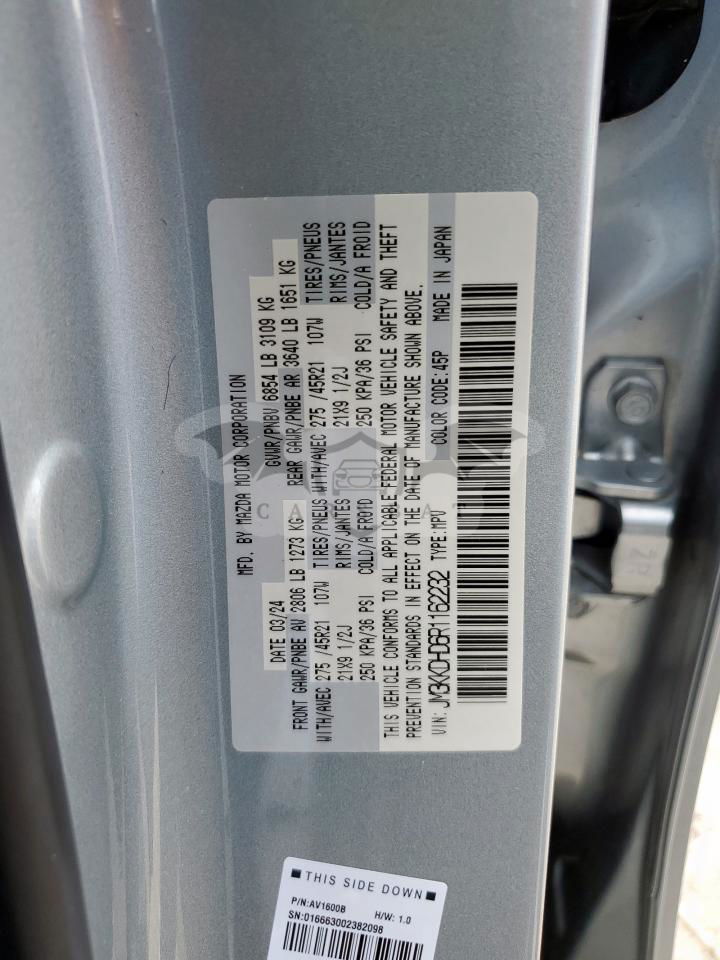 MFD. BY MAZDA MOTOR CORPORATION
DATE 03/24 GVWR/PNBV 6854 LB 3109 KG
FRONT GAWR/PNBE AV 2806 LB 1273 KG REAR GAWR/PNBE AR 3640 LB 1651 KG
WITH/AVEC 275 /45R21 107W TIRES/PNEUS WITH/AVEC 275 /45R21 107W TIRES/PNEUS
21X9 1/2J RIMS/JANTES 21X9 1/2J RIMS/JANTES
250 KPA/36 PSI COLD/A FROID 250 KPA/36 PSI COLD/A FROID
THIS VEHICLE CONFORMS TO ALL APPLICABLE FEDERAL MOTOR VEHICLE SAFETY AND THEFT
PREVENTION STANDARDS IN EFFECT ON THE DATE OF MANUFACTURE SHOWN ABOVE.
VIN: JM3KKDHD6R1162232 TYPE:MPV COLOR CODE:45P MADE IN JAPAN
THIS SIDE DOWN
P/N:AV1600B H/W: 1.0
SN:016663002382098